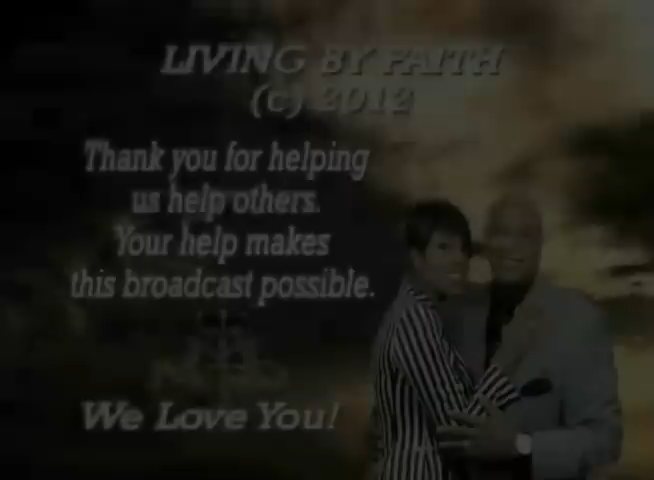 LIVING BY FAITH
(c) 2012
Thank you for helping
us help others.
Your help makes
this broadcast possible.
We Love You!